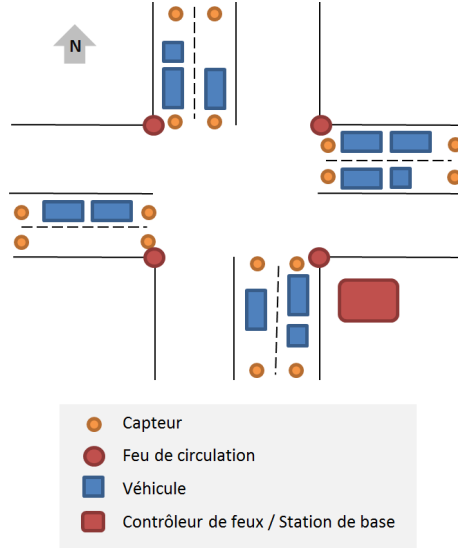 N
Capteur
Feu de circulation
Véhicule
Contrôleur de feux / Station de base